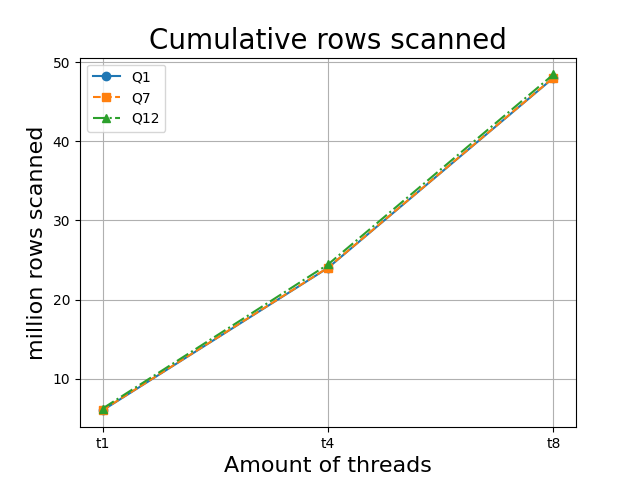 Cumulative rows scanned
50
40
30
20
10
million rows scanned
Q1
Q7
Q12
t1
t4
t8
Amount of threads